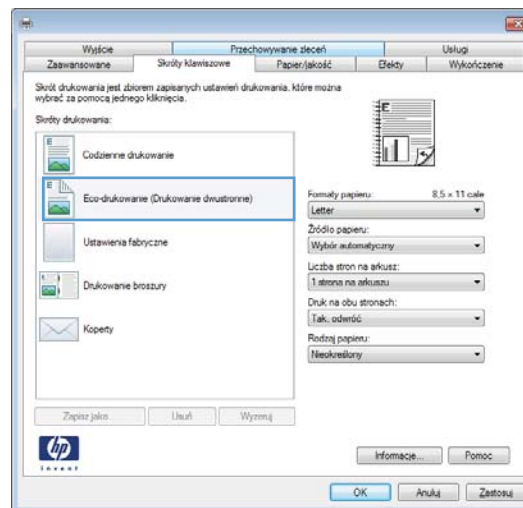 Wyjście Przechowywanie zleceń Usługi
Zaawansowane Skróty klawiszowe Papier/jakość Efekty Wykończenie
Skrót drukowania jest zbiorem zapisanych ustawień drukowania, które można
wybrać za pomocą jednego kliknięcia.
Skróty drukowania:
E
Codzienne drukowanie
E
Eco-drukowanie (Drukowanie dwustronne)
Ustawienia fabryczne
Drukowanie broszury
Koperty
E
Formaty papieru: 8,5 × 11 cale
Letter
Źródło papieru:
Wybór automatyczny
Liczba stron na arkusz:
1 strona na arkuszu
Druk na obu stronach:
Tak, odwróć
Rodzaj papieru:
Nieokreślony
Zapisz jako Usuń Wyzeruj
hp
invent
Informacje... Pomoc
OK Anuluj Zastosuj